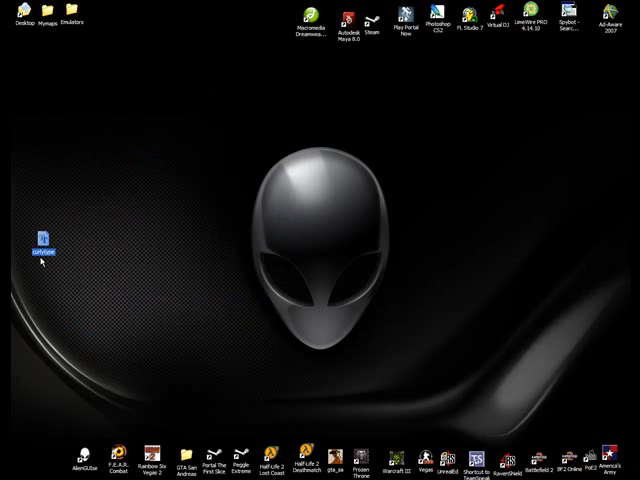 Desktop
Mymaps
Emulators
Macromedia
Dreamwea...
Autodesk
Maya 8.0
Steam
Play Portal
Now
Photoshop
CS2
FL Studio 7
Virtual DJ
LimeWire PRO
4.14.10
Spybot -
Searc...
Ad-Aware
2007
curlytype
AlienGUIse
F.E.A.R.
Combat
Rainbow Six
Vegas 2
GTA San
Andreas
Portal The
First Slice
Peggle
Extreme
Half-Life 2
Lost Coast
Half-Life 2
Deathmatch
gta_sa
Frozen
Throne
Warcraft III
Vegas
UnrealEd
Shortcut to
TeamSpeak
RavenShield
Battlefield 2
BF2 Online
PoE2
America's
Army